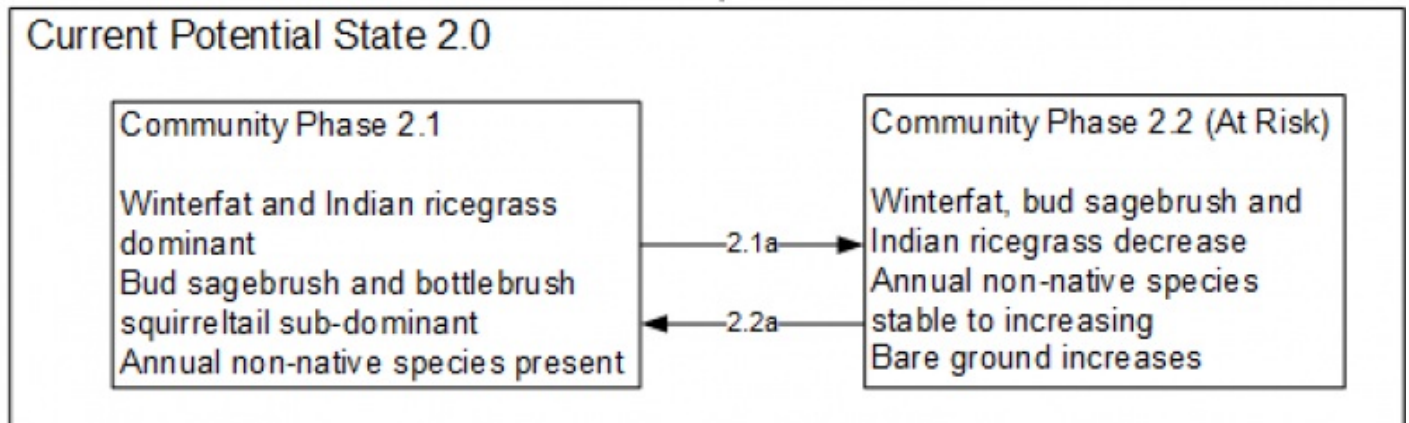 Current Potential State 2.0
Community Phase 2.1
Winterfat and Indian ricegrass
dominant
Bud sagebrush and bottlebrush
squirreltail sub-dominant
Annual non-native species present
2.1a
2.2a
Community Phase 2.2 (At Risk)
Winterfat, bud sagebrush and
Indian ricegrass decrease
Annual non-native species
stable to increasing
Bare ground increases